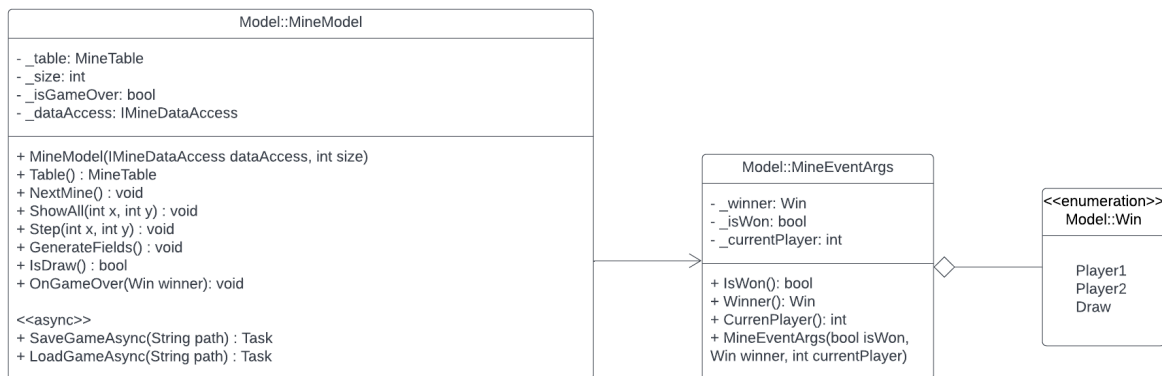 Model::MineModel
- _table: MineTable
- _size: int
- _isGameOver: bool
- _dataAccess: IMineDataAccess
+ MineModel(IMineDataAccess dataAccess, int size)
+ Table() : MineTable
+ NextMine() : void
+ ShowAll(int x, int y) : void
+ Step(int x, int y) : void
+ GenerateFields() : void
+ IsDraw() : bool
+ OnGameOver(Win winner): void
<<async>>
+ SaveGameAsync(String path) : Task
+ LoadGameAsync(String path) : Task
Model::MineEventArgs
- _winner: Win
- _isWon: bool
- _currentPlayer: int
+ IsWon(): bool
+ Winner(): Win
+ CurrenPlayer(): int
+ MineEventArgs(bool isWon,
Win winner, int currentPlayer)
<<enumeration>>
Model::Win
Player1
Player2
Draw